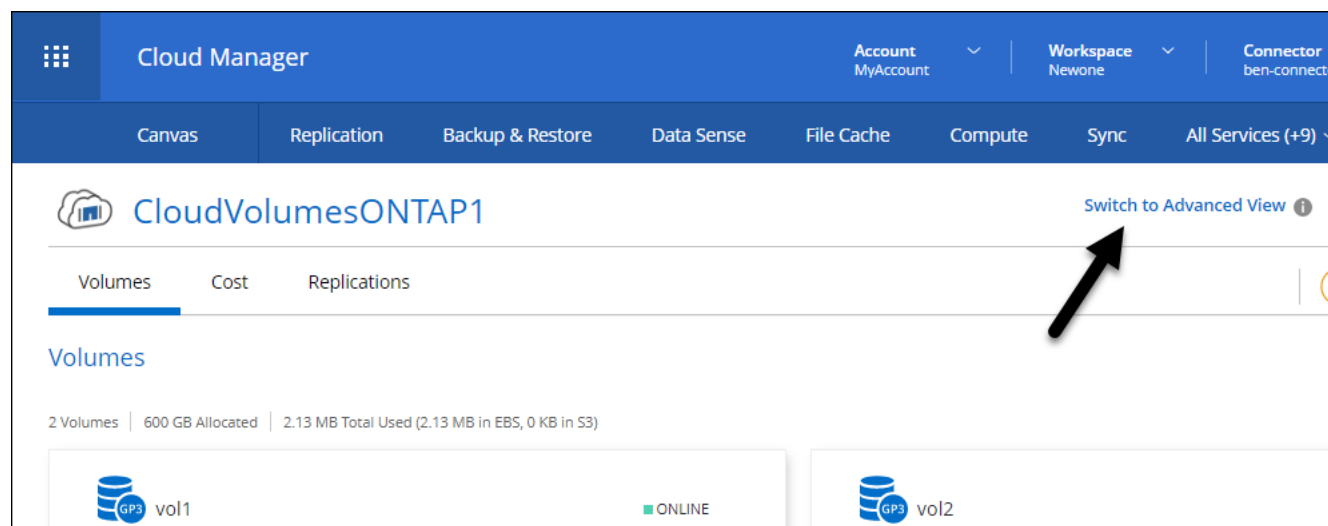 Cloud Manager
Account
MyAccount
Workspace
Newone
Connector
ben-connect
Canvas
Replication
Backup & Restore
Data Sense
File Cache
Compute
Sync
All Services (+9)
CloudVolumesONTAP1
Switch to Advanced View
Volumes
Cost
Replications
Volumes
2 Volumes | 600 GB Allocated | 2.13 MB Total Used (2.13 MB in EBS, 0 KB in S3)
GP3
vol1
ONLINE
GP3
vol2